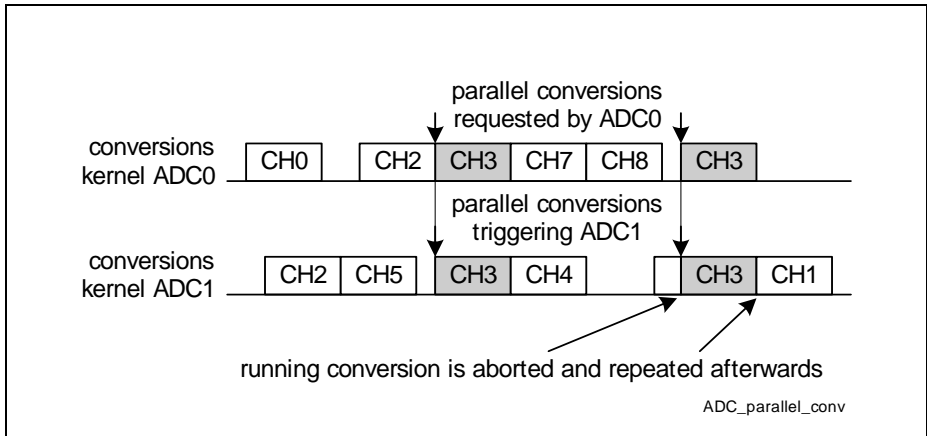 parallel conversions
requested by ADC0
conversions
kernel ADC0
CH0 CH2 CH3 CH7 CH8 CH3
parallel conversions
triggering ADC1
conversions
kernel ADC1
CH2 CH5 CH3 CH4 CH3 CH1
running conversion is aborted and repeated afterwards
ADC_parallel_conv